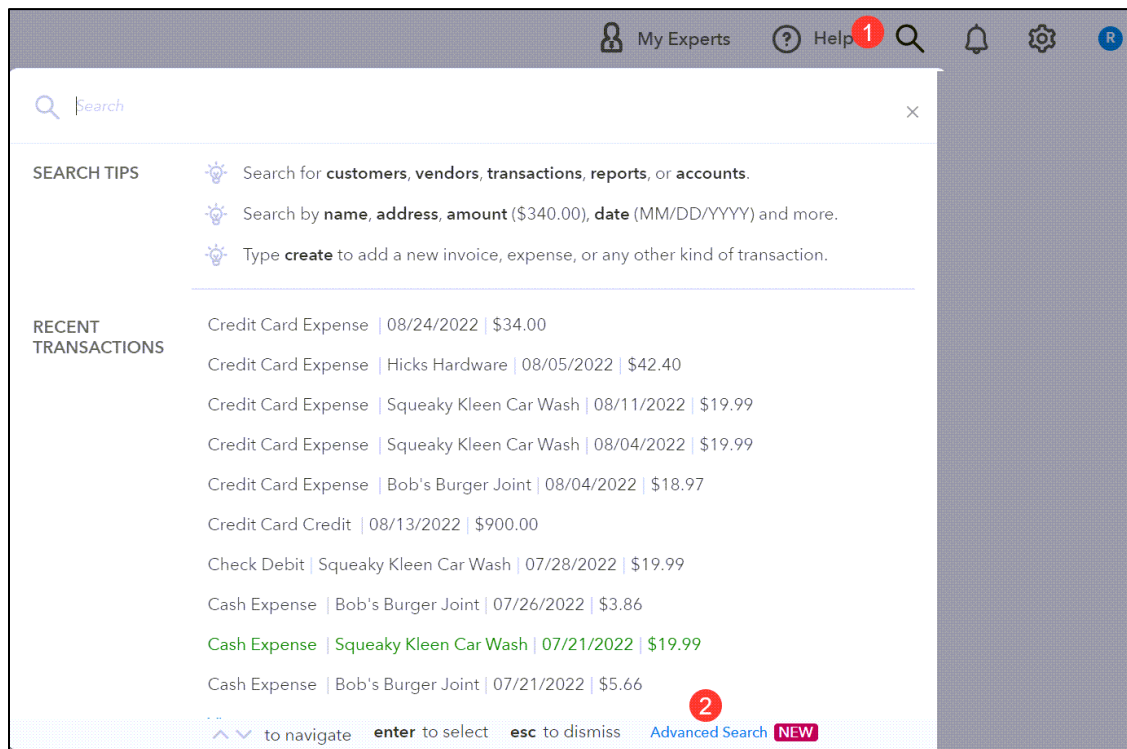 My Experts Help 1 R
Search
SEARCH TIPS
Search for customers, vendors, transactions, reports, or accounts.
Search by name, address, amount ($340.00), date (MM/DD/YYYY) and more.
Type create to add a new invoice, expense, or any other kind of transaction.
RECENT
TRANSACTIONS
Credit Card Expense | 08/24/2022 | $34.00
Credit Card Expense | Hicks Hardware | 08/05/2022 | $42.40
Credit Card Expense | Squeaky Kleen Car Wash | 08/11/2022 | $19.99
Credit Card Expense | Squeaky Kleen Car Wash | 08/04/2022 | $19.99
Credit Card Expense | Bob's Burger Joint | 08/04/2022 | $18.97
Credit Card Credit | 08/13/2022 | $900.00
Check Debit | Squeaky Kleen Car Wash | 07/28/2022 | $19.99
Cash Expense | Bob's Burger Joint | 07/26/2022 | $3.86
Cash Expense | Squeaky Kleen Car Wash | 07/21/2022 | $19.99
Cash Expense | Bob's Burger Joint | 07/21/2022 | $5.66
2
to navigate enter to select esc to dismiss Advanced Search NEW